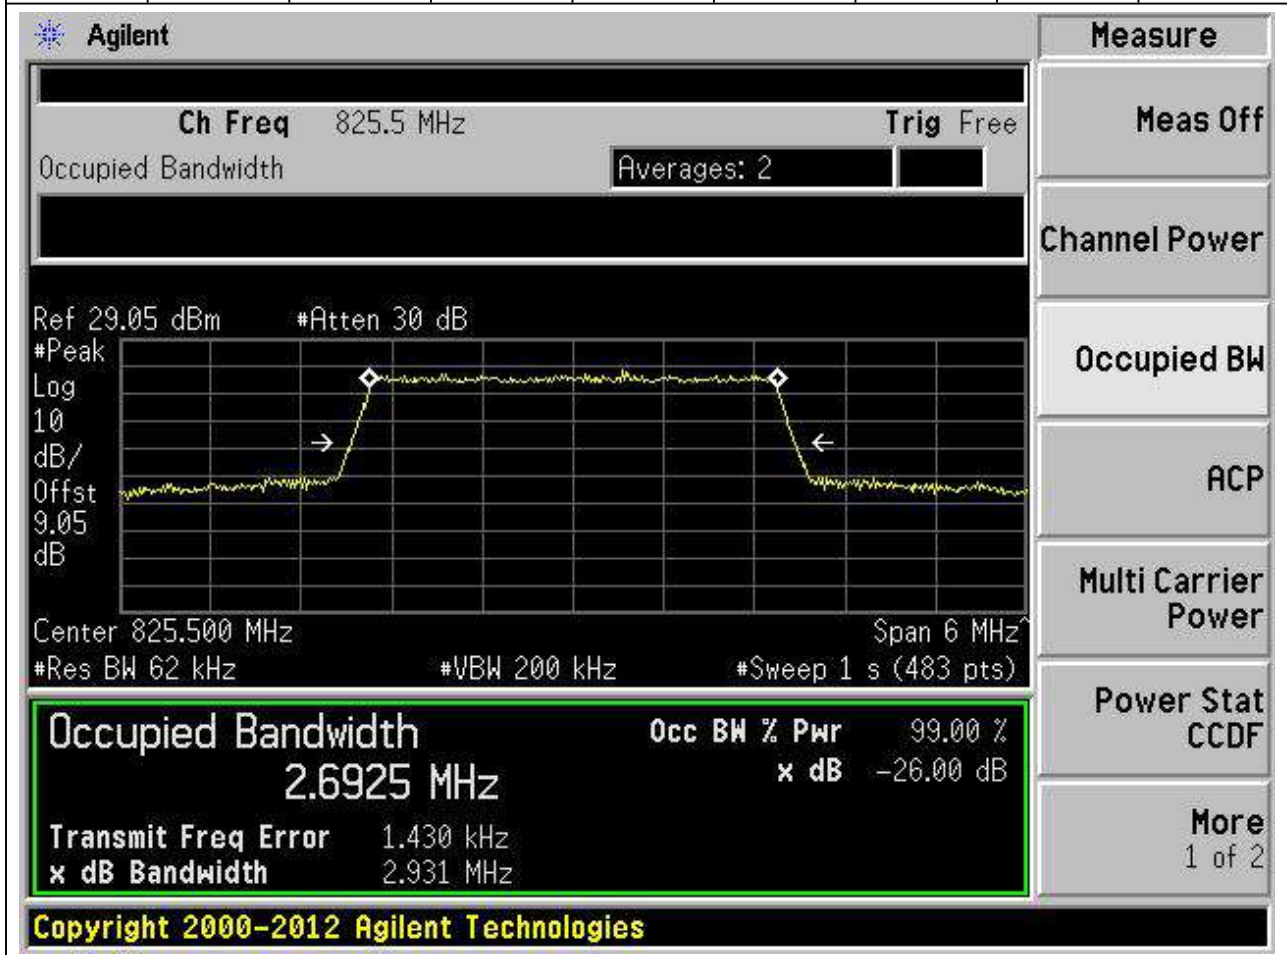 Agilent
Measure
Ch Freq 825.5 MHz Trig Free
Occupied Bandwidth Averages: 2
Meas Off
Channel Power
Occupied BW
ACP
Multi Carrier
Power
Power Stat
CCDF
More
1 of 2
Ref 29.05 dBm #Atten 30 dB
#Peak
Log
10
dB/
Offst
9.05
dB
Center 825.500 MHz Span 6 MHz^
#Res BW 62 kHz #VBW 200 kHz #Sweep 1 s (483 pts)
Occupied Bandwidth Occ BW % Pwr 99.00 %
2.6925 MHz x dB -26.00 dB
Transmit Freq Error 1.430 kHz
x dB Bandwidth 2.931 MHz
Copyright 2000-2012 Agilent Technologies